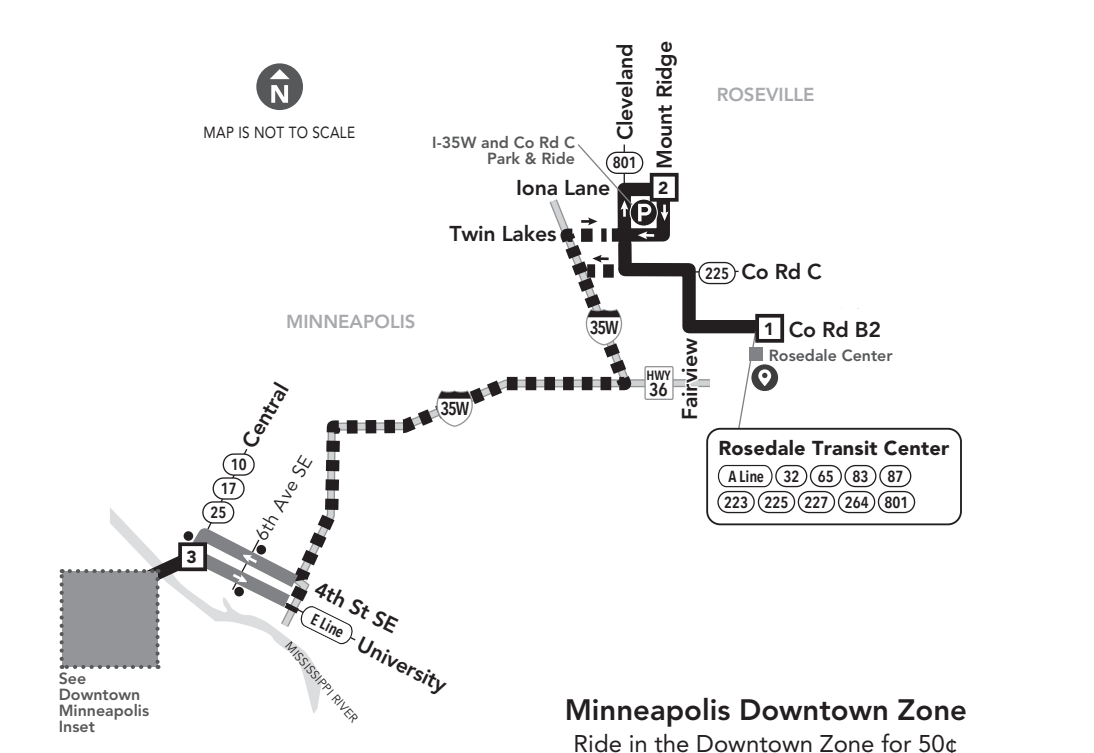 N
MAP IS NOT TO SCALE
Cleveland
Mount Ridge
ROSEVILLE
I-35W and Co Rd C
Park & Ride
801
Iona Lane
2
P
Twin Lakes
225
Co Rd C
MINNEAPOLIS
35W
1
Co Rd B2
Rosedale Center
HWY
36
Fairview
35W
Rosedale Transit Center
A Line 32 65 83 87
223 225 227 264 801
Central
10
17
25
6th Ave SE
3
4th St SE
E Line
University
MISSISSIPPI RIVER
See
Downtown
Minneapolis
Inset
Minneapolis Downtown Zone
Ride in the Downtown Zone for 50¢